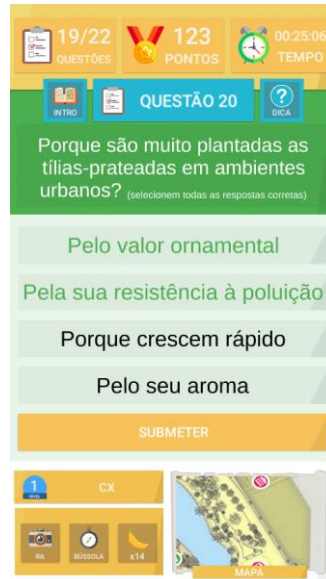 19/22
QUESTÕES
123
PONTOS
00:25:06
TEMPO
INTRO
QUESTÃO 20
?
DICA
Porque são muito plantadas as
tílias-prateadas em ambientes
urbanos? (selecionem todas as respostas corretas)
Pelo valor ornamental
Pela sua resistência à poluição
Porque crescem rápido
Pelo seu aroma
SUBMETER
1
NÍVEL
CX
RA
BÚSSOLA
x14
MAPA